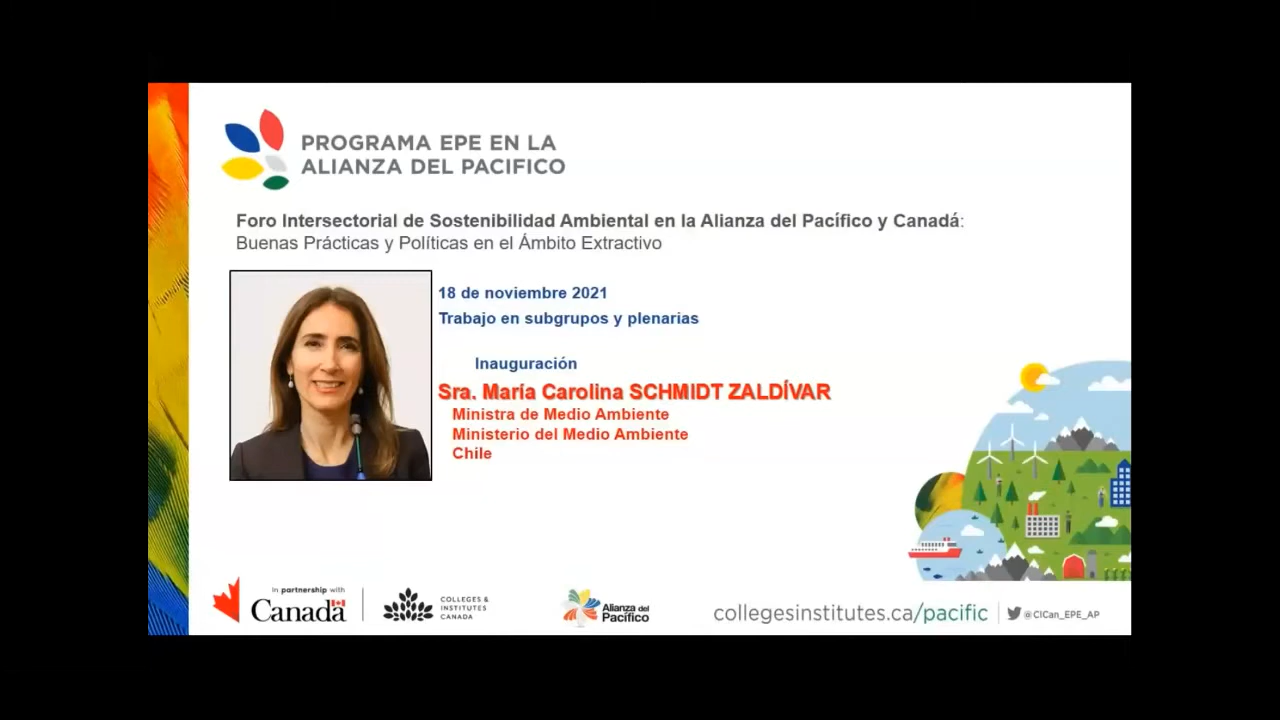 PROGRAMA EPE EN LA
ALIANZA DEL PACIFICO
Foro Intersectorial de Sostenibilidad Ambiental en la Alianza del Pacífico y Canadá:
Buenas Prácticas y Políticas en el Ámbito Extractivo
18 de noviembre 2021
Trabajo en subgrupos y plenarias
Inauguración
Sra. María Carolina SCHMIDT ZALDÍVAR
Ministra de Medio Ambiente
Ministerio del Medio Ambiente
Chile
In partnership with
Canada
COLLEGES &
INSTITUTES
CANADA
Alianza del
Pacífico
collegesinstitutes.ca/pacific
@CICan_EPE_AP